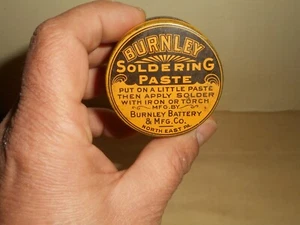 BURNLEY
SOLDERING
PASTE
PUT ON A LITTLE PASTE
THEN APPLY SOLDER
WITH IRON OR TORCH
MFG. BY
BURNLEY BATTERY
& MFG. CO.
NORTH EAST PA.